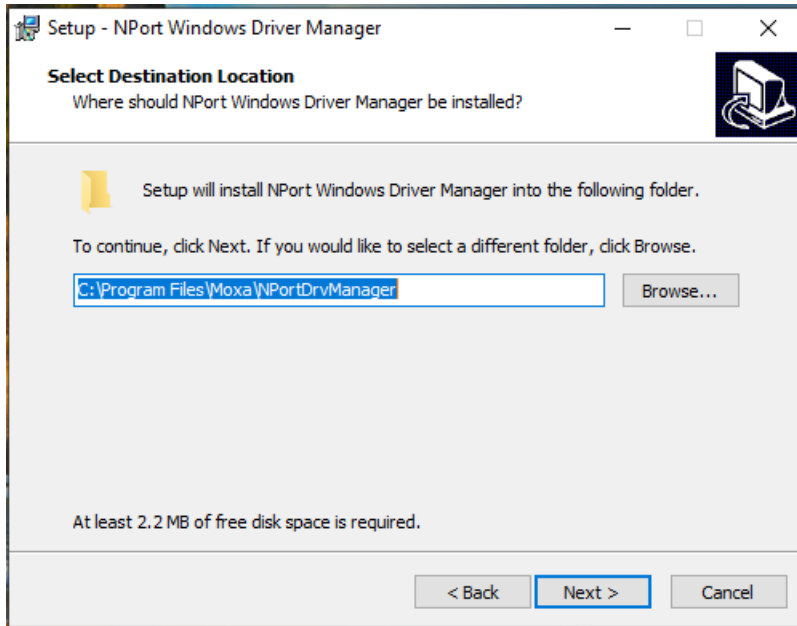 Setup - NPort Windows Driver Manager
Select Destination Location
Where should NPort Windows Driver Manager be installed?
Setup will install NPort Windows Driver Manager into the following folder.
To continue, click Next. If you would like to select a different folder, click Browse.
C:\Program Files\Moxa\NPortDrvManager
Browse...
At least 2.2 MB of free disk space is required.
< Back
Next >
Cancel